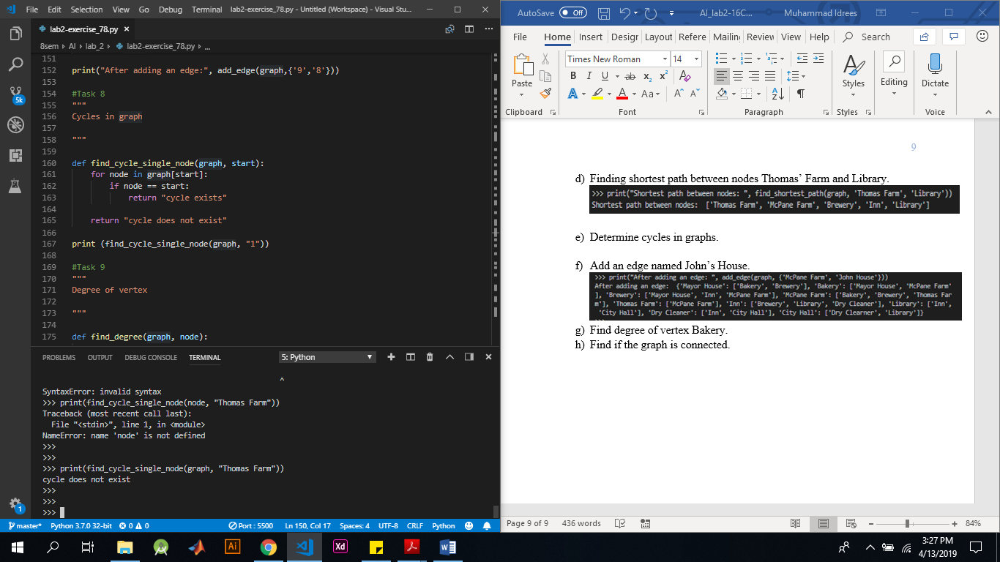 File Edit Selection View Go Debug Terminal lab2-exercise_78.py - Untitled (Workspace) - Visual Stu...
lab2-exercise_78.py ×
8sem › AI › lab_2 › lab2-exercise_78.py › ...
151
152 print("After adding an edge:", add_edge(graph,{'9','8'}))
153
154 #Task 8
155 """
156 Cycles in graph
157
158 """
159
160 def find_cycle_single_node(graph, start):
161 for node in graph[start]:
162 if node == start:
163 return "cycle exists"
164
165 return "cycle does not exist"
166
167 print (find_cycle_single_node(graph, "1"))
168
169 #Task 9
170 """
171 Degree of vertex
172
173 """
174
175 def find_degree(graph, node):
5k
1
PROBLEMS OUTPUT DEBUG CONSOLE TERMINAL 5: Python
^
SyntaxError: invalid syntax
>>> print(find_cycle_single_node(node, "Thomas Farm"))
Traceback (most recent call last):
File "<stdin>", line 1, in <module>
NameError: name 'node' is not defined
>>>
>>>
>>> print(find_cycle_single_node(graph, "Thomas Farm"))
cycle does not exist
>>>
>>>
>>>
master* Python 3.7.0 32-bit 0 0 Port : 5500 Ln 150, Col 17 Spaces: 4 UTF-8 CRLF Python
AutoSave Off AI_lab2-16C... Muhammad Idrees
File Home Insert Desigr Layout Refere Mailin Review View Help Search
Times New Roman 14
Paste B I U ab x₂ x² Styles Editing Dictate
A A Aa A A
Clipboard Font Paragraph Styles Voice
9
d) Finding shortest path between nodes Thomas' Farm and Library.
>>> print("Shortest path between nodes: ", find_shortest_path(graph, 'Thomas Farm', 'Library'))
Shortest path between nodes: ['Thomas Farm', 'McPane Farm', 'Brewery', 'Inn', 'Library']
e) Determine cycles in graphs.
f) Add an edge named John's House.
>>> print("After adding an edge: ", add_edge(graph, {'McPane Farm', 'John House'}))
After adding an edge: {'Mayor House': ['Bakery', 'Brewery'], 'Bakery': ['Mayor House', 'McPane Farm'
], 'Brewery': ['Mayor House', 'Inn', 'McPane Farm'], 'McPane Farm': ['Bakery', 'Brewery', 'Thomas Far
m'], 'Thomas Farm': ['McPane Farm'], 'Inn': ['Brewery', 'Library', 'Dry Cleaner'], 'Library': ['Inn',
'City Hall'], 'Dry Cleaner': ['Inn', 'City Hall'], 'City Hall': ['Dry Clearner', 'Library']}
g) Find degree of vertex Bakery.
h) Find if the graph is connected.
Page 9 of 9 436 words 84%
Ai Xd 3:27 PM
4/13/2019